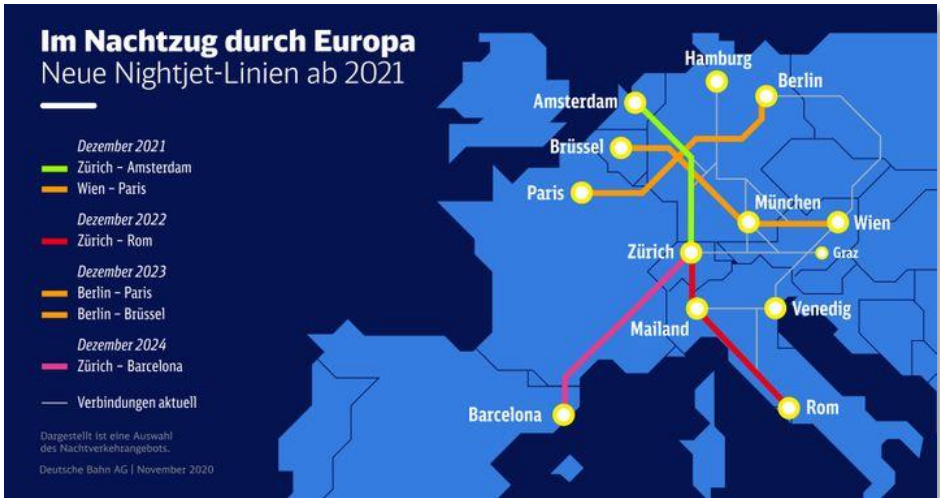 Im Nachtzug durch Europa
Neue Nightjet-Linien ab 2021
Dezember 2021
Zürich – Amsterdam
Wien – Paris
Dezember 2022
Zürich – Rom
Dezember 2023
Berlin – Paris
Berlin – Brüssel
Dezember 2024
Zürich – Barcelona
Verbindungen aktuell
Dargestellt ist eine Auswahl
des Nachtverkehrangebots.
Deutsche Bahn AG | November 2020
Hamburg
Berlin
Amsterdam
Brüssel
Paris
München
Wien
Zürich
Graz
Mailand
Venedig
Barcelona
Rom